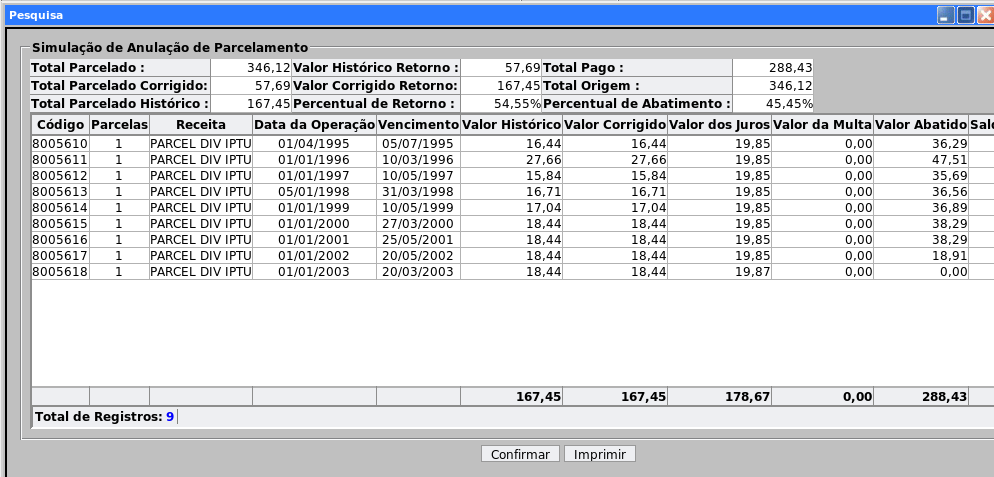 Pesquisa
Simulação de Anulação de Parcelamento
Total Parcelado : 346,12 Valor Histórico Retorno : 57,69 Total Pago : 288,43
Total Parcelado Corrigido: 57,69 Valor Corrigido Retorno: 167,45 Total Origem : 346,12
Total Parcelado Histórico : 167,45 Percentual de Retorno : 54,55% Percentual de Abatimento : 45,45%
Código Parcelas Receita Data da Operação Vencimento Valor Histórico Valor Corrigido Valor dos Juros Valor da Multa Valor Abatido Sal
8005610 1 PARCEL DIV IPTU 01/04/1995 05/07/1995 16,44 16,44 19,85 0,00 36,29
8005611 1 PARCEL DIV IPTU 01/01/1996 10/03/1996 27,66 27,66 19,85 0,00 47,51
8005612 1 PARCEL DIV IPTU 01/01/1997 10/05/1997 15,84 15,84 19,85 0,00 35,69
8005613 1 PARCEL DIV IPTU 05/01/1998 31/03/1998 16,71 16,71 19,85 0,00 36,56
8005614 1 PARCEL DIV IPTU 01/01/1999 10/05/1999 17,04 17,04 19,85 0,00 36,89
8005615 1 PARCEL DIV IPTU 01/01/2000 27/03/2000 18,44 18,44 19,85 0,00 38,29
8005616 1 PARCEL DIV IPTU 01/01/2001 25/05/2001 18,44 18,44 19,85 0,00 38,29
8005617 1 PARCEL DIV IPTU 01/01/2002 20/05/2002 18,44 18,44 19,85 0,00 18,91
8005618 1 PARCEL DIV IPTU 01/01/2003 20/03/2003 18,44 18,44 19,87 0,00 0,00
167,45 167,45 178,67 0,00 288,43
Total de Registros: 9
Confirmar Imprimir